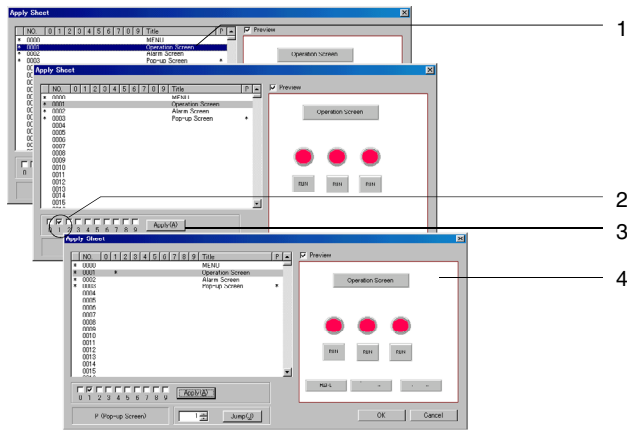 Apply Sheet
NO. 0 1 2 3 4 5 6 7 8 9 Title P
Preview
1
* 0000 MENU
* 0001 Operation Screen
* 0002 Alarm Screen
* 0003 Pop-up Screen *
Operation Screen
Apply Sheet
NO. 0 1 2 3 4 5 6 7 8 9 Title P
Preview
* 0000 MENU
* 0001 Operation Screen
* 0002 Alarm Screen
* 0003 Pop-up Screen *
0004
0005
0006
0007
0008
0009
0010
0011
0012
0013
0014
0015
Operation Screen
RUN RUN RUN
2
0 1 2 3 4 5 6 7 8 9 Apply(A)
3
Apply Sheet
NO. 0 1 2 3 4 5 6 7 8 9 Title P
Preview
* 0000 MENU
* 0001 * Operation Screen
* 0002 Alarm Screen
* 0003 Pop-up Screen *
0004
0005
0006
0007
0008
0009
0010
0011
0012
0013
0014
0015
Operation Screen
4
RUN RUN RUN
0 1 2 3 4 5 6 7 8 9 Apply(A)
P (Pop-up Screen) 1 Jump(J)
OK Cancel